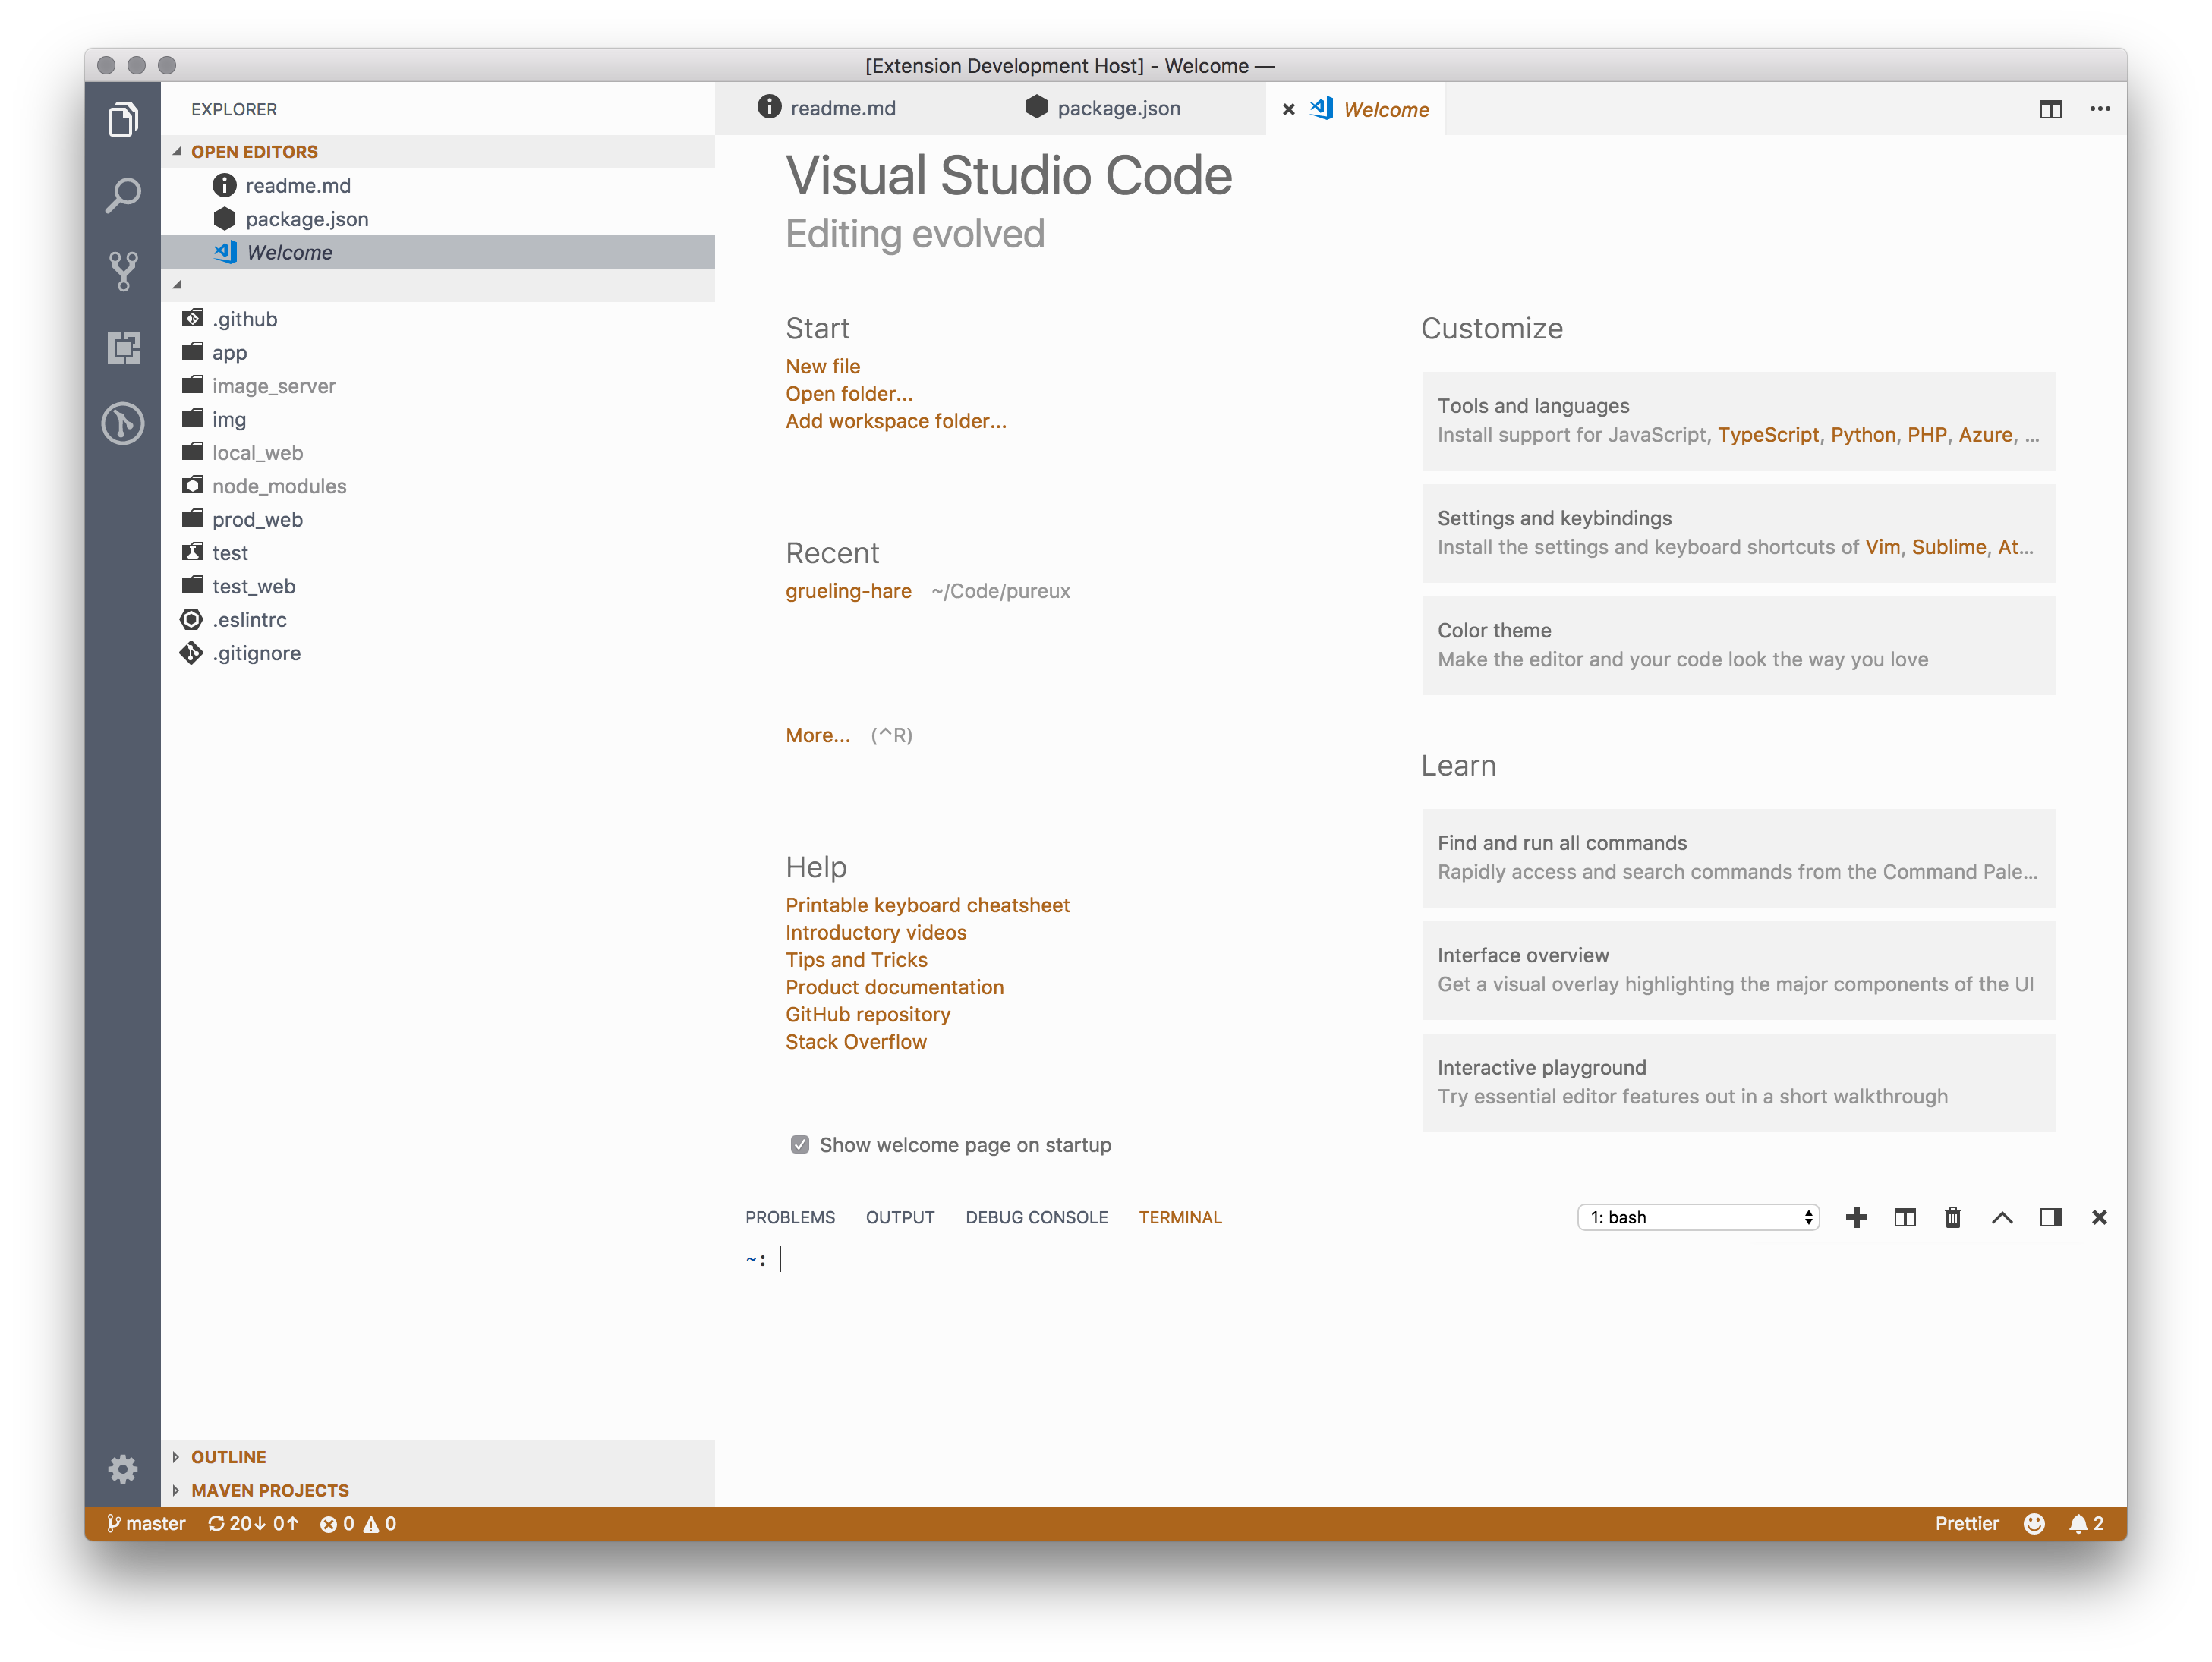 [Extension Development Host] - Welcome —
EXPLORER
OPEN EDITORS
readme.md
package.json
Welcome
.github
app
image_server
img
local_web
node_modules
prod_web
test
test_web
.eslintrc
.gitignore
OUTLINE
MAVEN PROJECTS
readme.md
package.json
Welcome
Visual Studio Code
Editing evolved
Start
New file
Open folder...
Add workspace folder...
Recent
grueling-hare ~/Code/pureux
More... (^R)
Help
Printable keyboard cheatsheet
Introductory videos
Tips and Tricks
Product documentation
GitHub repository
Stack Overflow
Show welcome page on startup
Customize
Tools and languages
Install support for JavaScript, TypeScript, Python, PHP, Azure, ...
Settings and keybindings
Install the settings and keyboard shortcuts of Vim, Sublime, At...
Color theme
Make the editor and your code look the way you love
Learn
Find and run all commands
Rapidly access and search commands from the Command Pale...
Interface overview
Get a visual overlay highlighting the major components of the UI
Interactive playground
Try essential editor features out in a short walkthrough
PROBLEMS OUTPUT DEBUG CONSOLE TERMINAL
1: bash
~:
master 20↓ 0↑ 0 0
Prettier 2